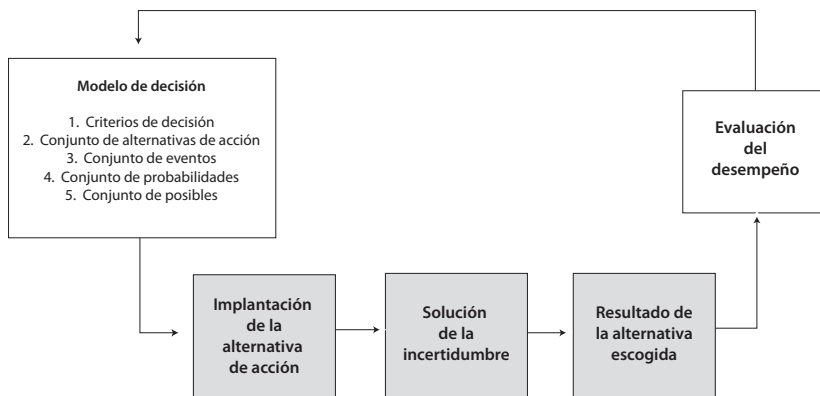 Modelo de decisión
1. Criterios de decisión
2. Conjunto de alternativas de acción
3. Conjunto de eventos
4. Conjunto de probabilidades
5. Conjunto de posibles
Implantación
de la
alternativa
de acción
Solución
de la
incertidumbre
Resultado de
la alternativa
escogida
Evaluación
del
desempeño